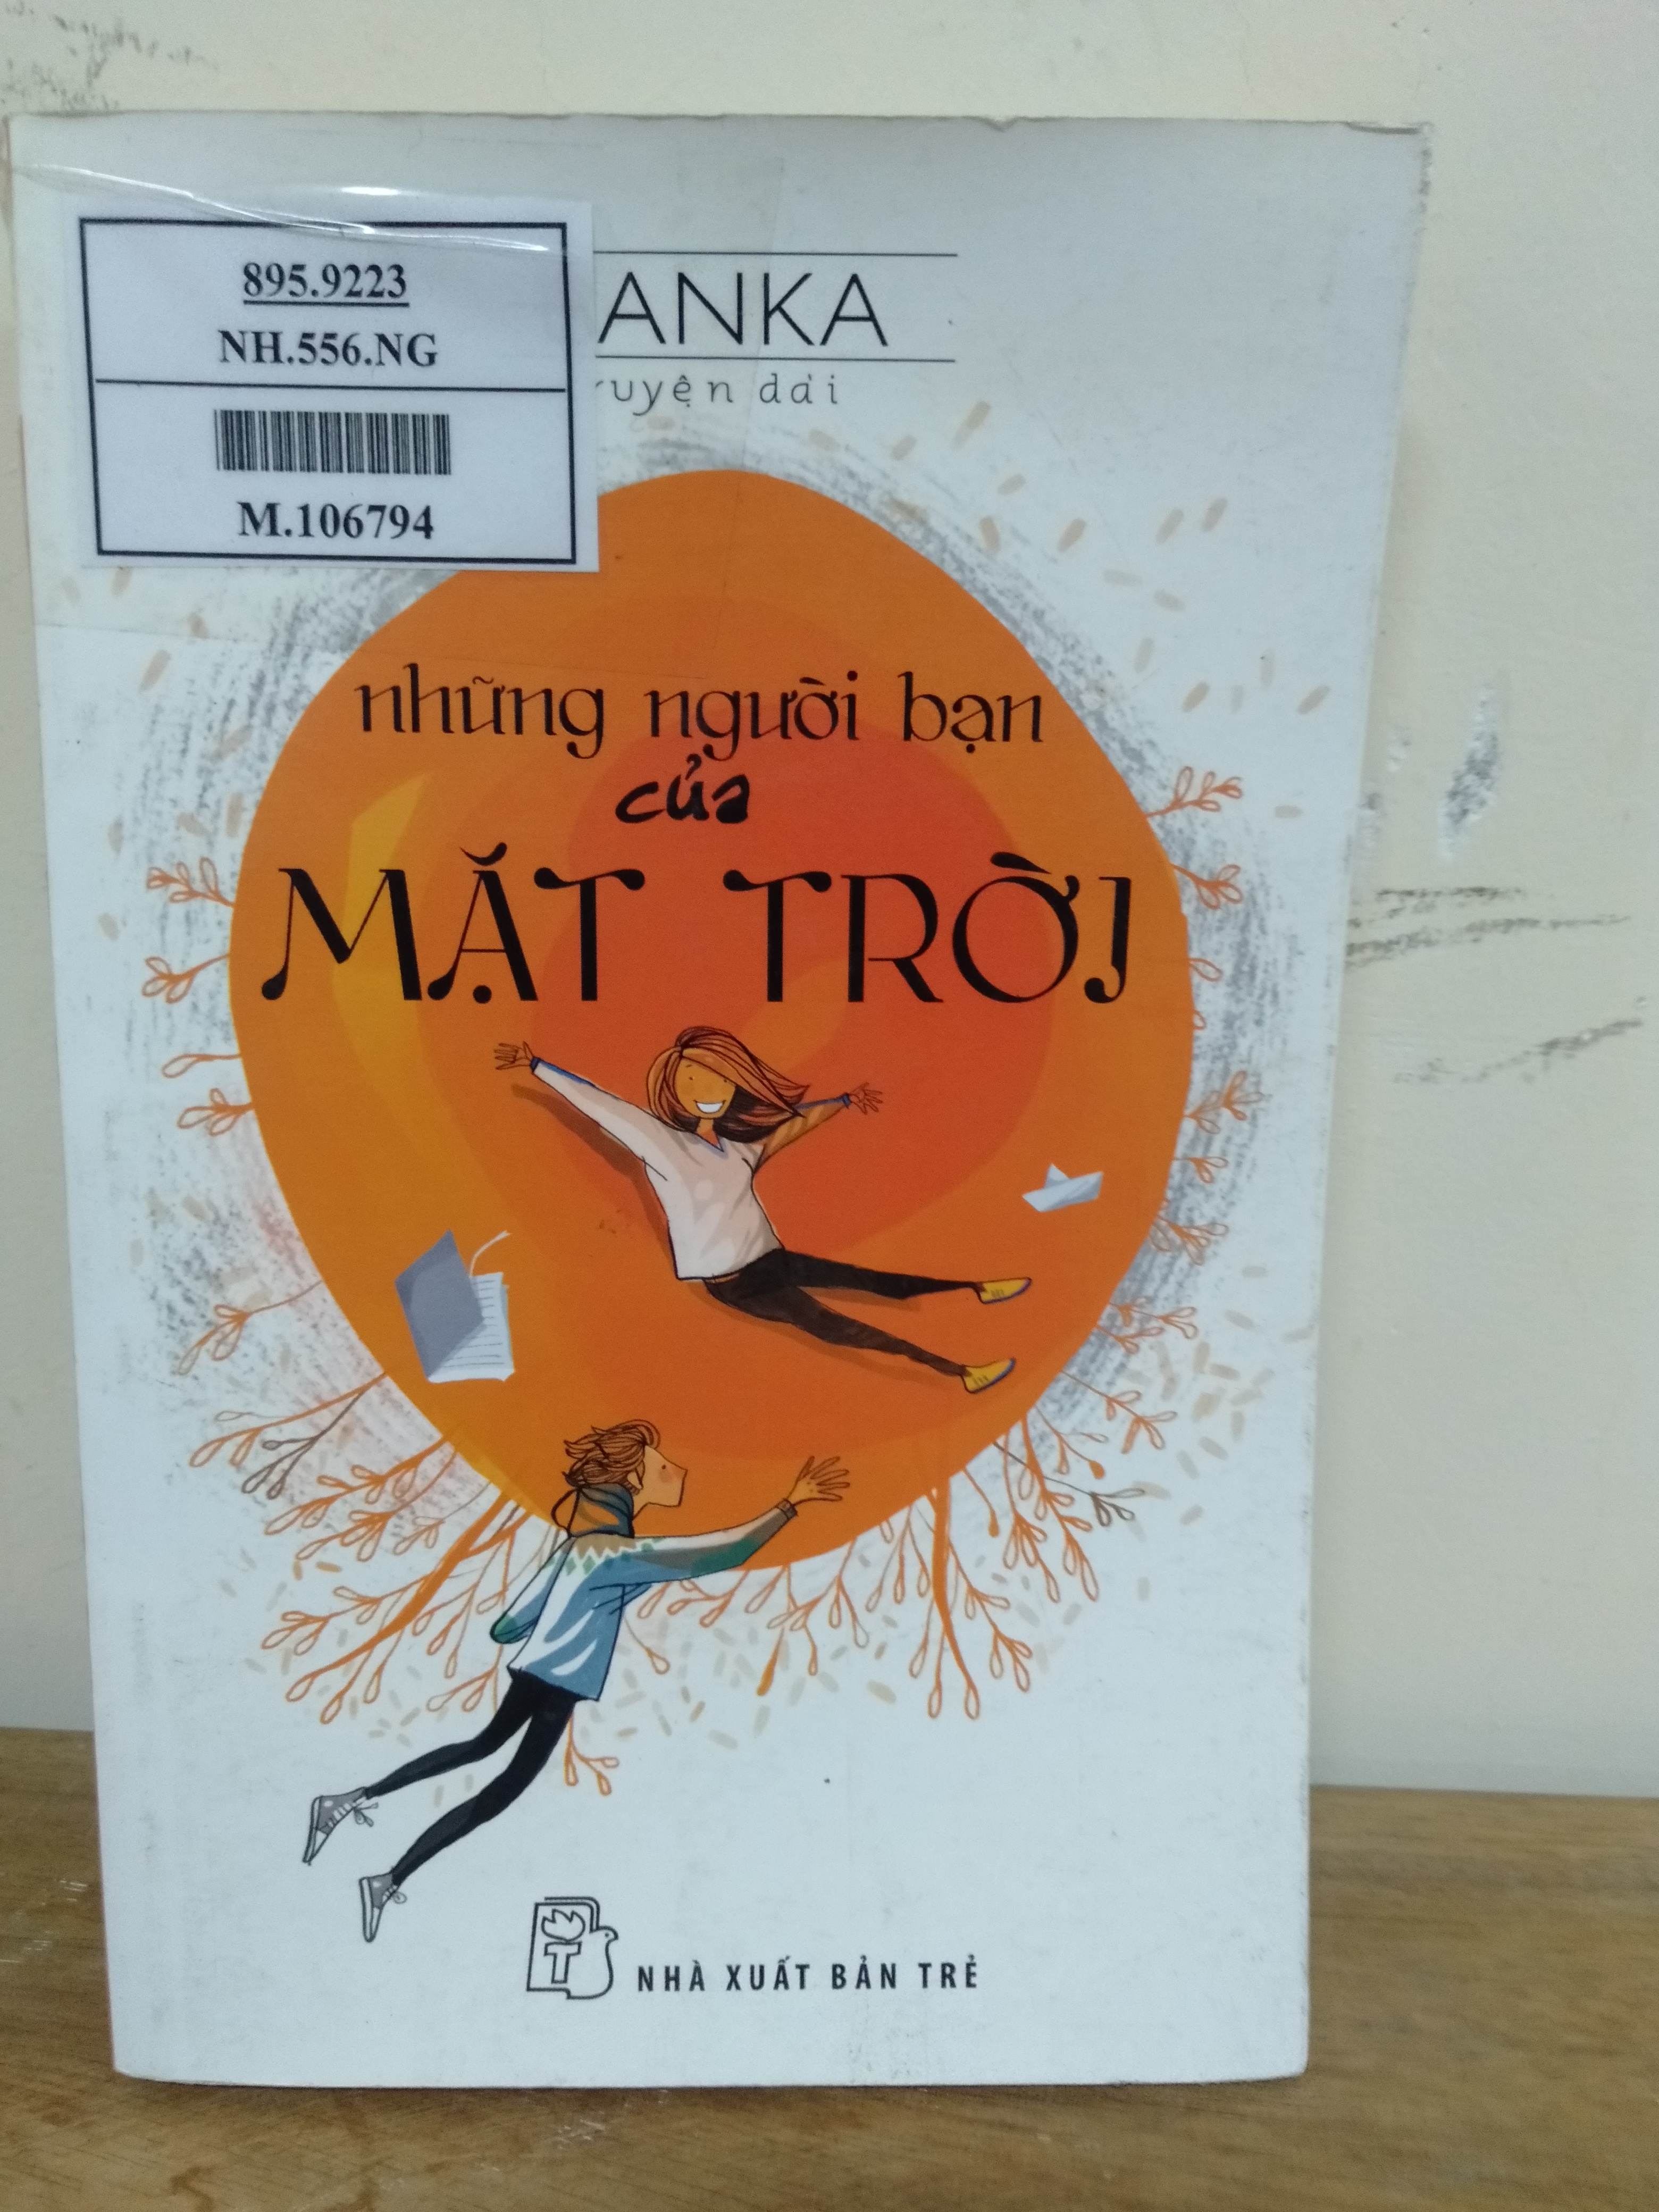 895.9223
NH.556.NG
M.106794
ANKA
ruyện dài
những người bạn
của
MẶT TRỜI
NHÀ XUẤT BẢN TRẺ